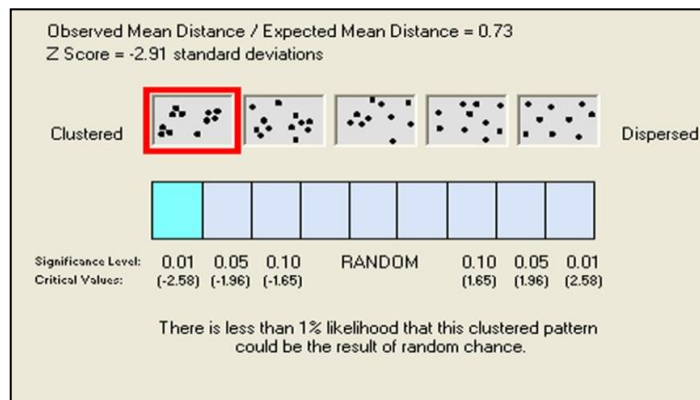 Observed Mean Distance / Expected Mean Distance = 0.73
Z Score = -2.91 standard deviations
Clustered Dispersed
Significance Level: 0.01 0.05 0.10 RANDOM 0.10 0.05 0.01
Critical Values: (-2.58) (-1.96) (-1.65) (1.65) (1.96) (2.58)
There is less than 1% likelihood that this clustered pattern
could be the result of random chance.